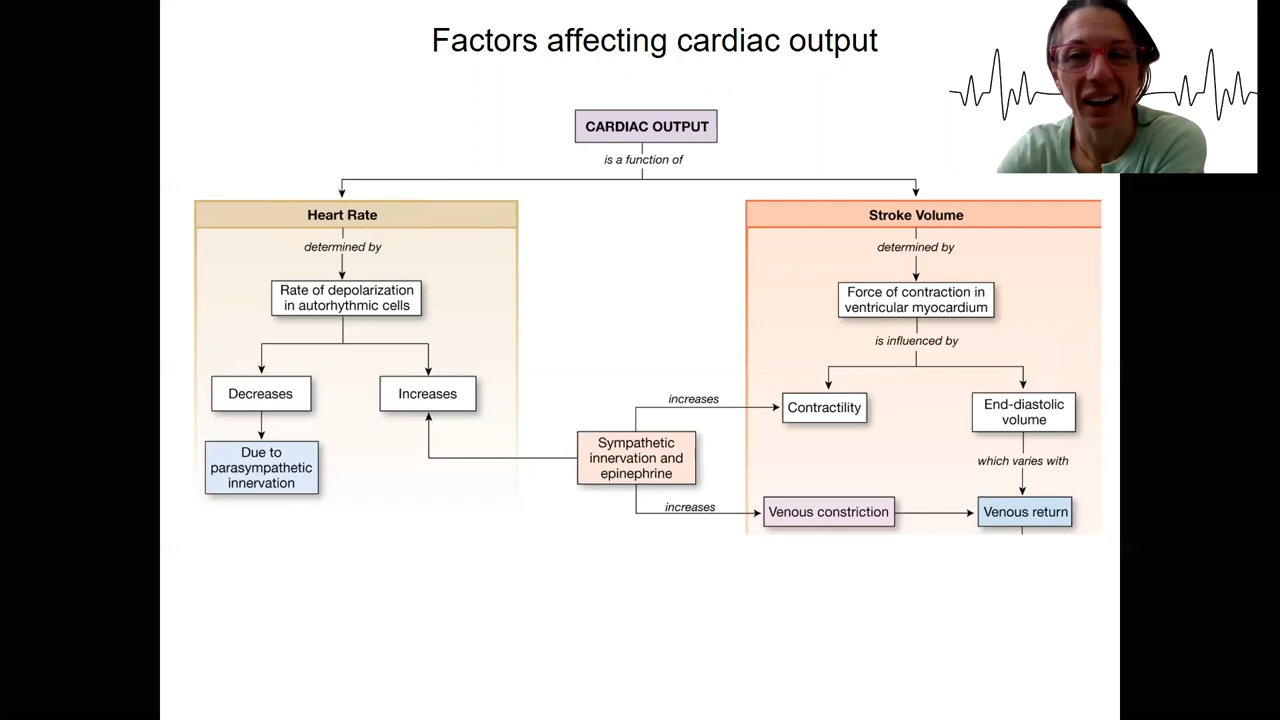 Factors affecting cardiac output
CARDIAC OUTPUT
is a function of
Heart Rate
determined by
Rate of depolarization
in autorhythmic cells
Decreases
Increases
Due to
parasympathetic
innervation
Sympathetic
innervation and
epinephrine
increases
increases
Stroke Volume
determined by
Force of contraction in
ventricular myocardium
is influenced by
Contractility
End-diastolic
volume
which varies with
Venous constriction
Venous return